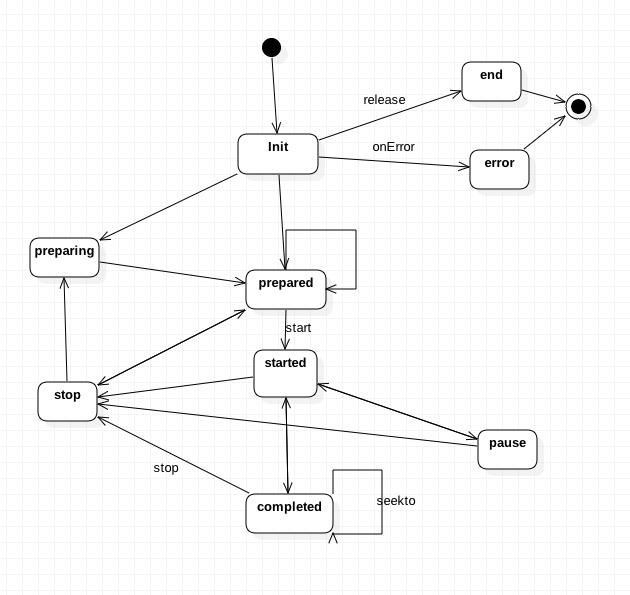 end
release
Init
onError
error
preparing
prepared
start
started
stop
pause
stop
completed
seekto